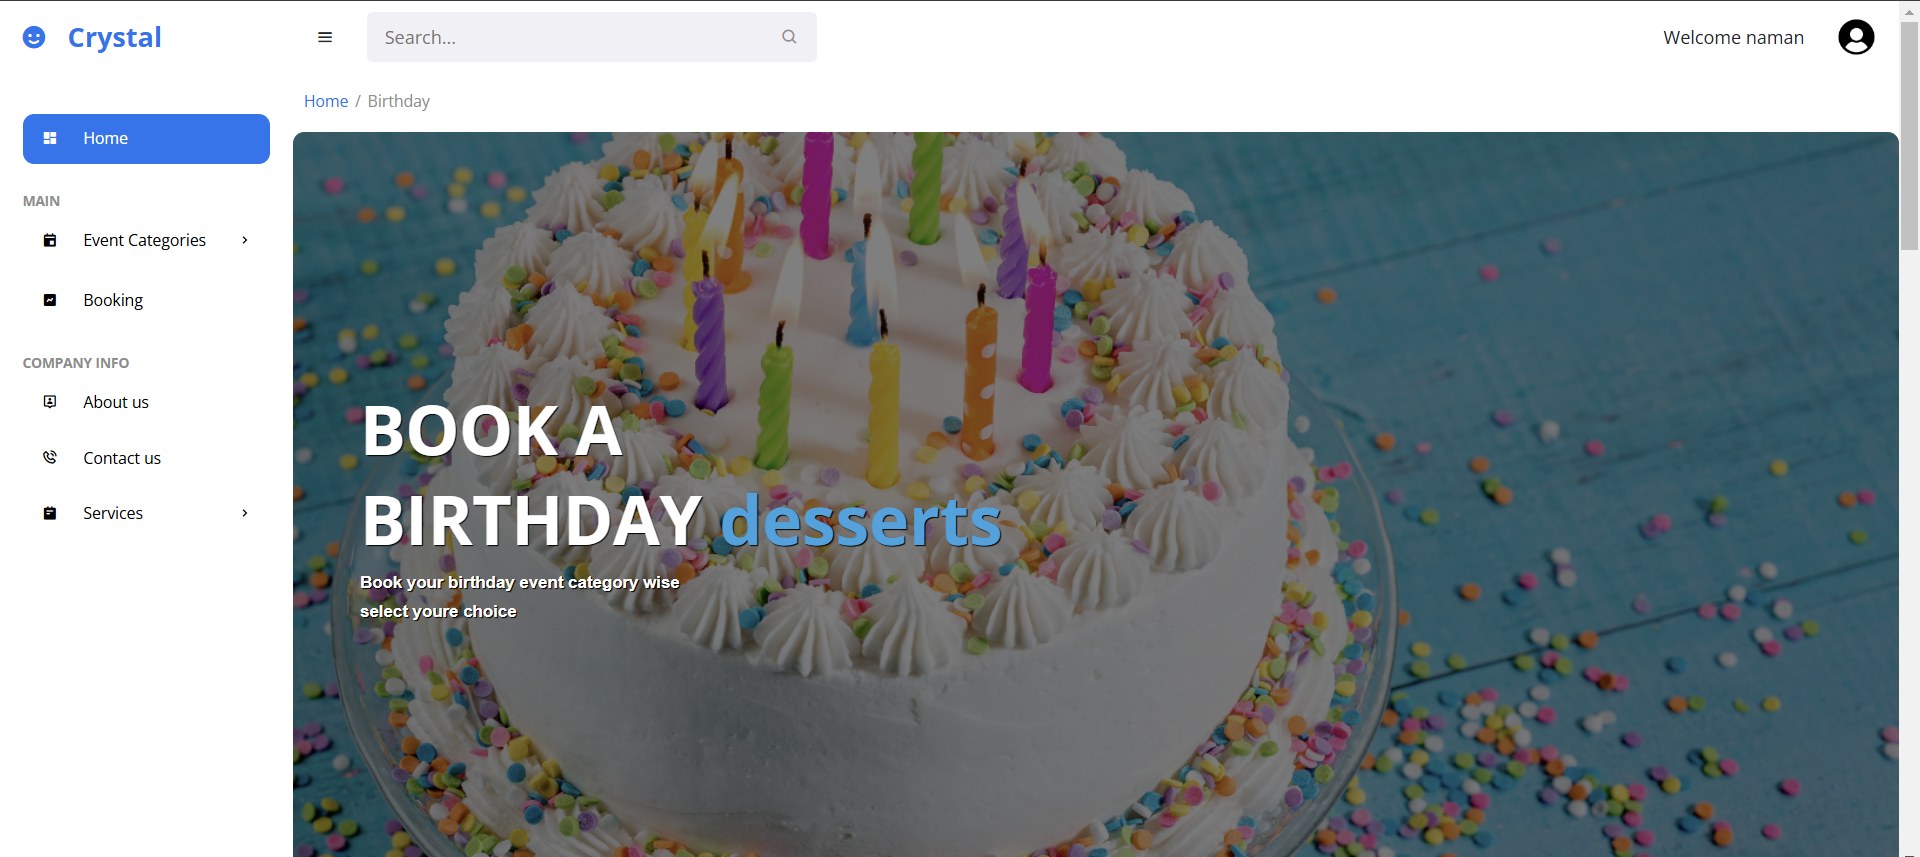 Crystal
Search...
Welcome naman
Home / Birthday
Home
MAIN
Event Categories
Booking
COMPANY INFO
About us
Contact us
Services
BOOK A
BIRTHDAY desserts
Book your birthday event category wise
select youre choice